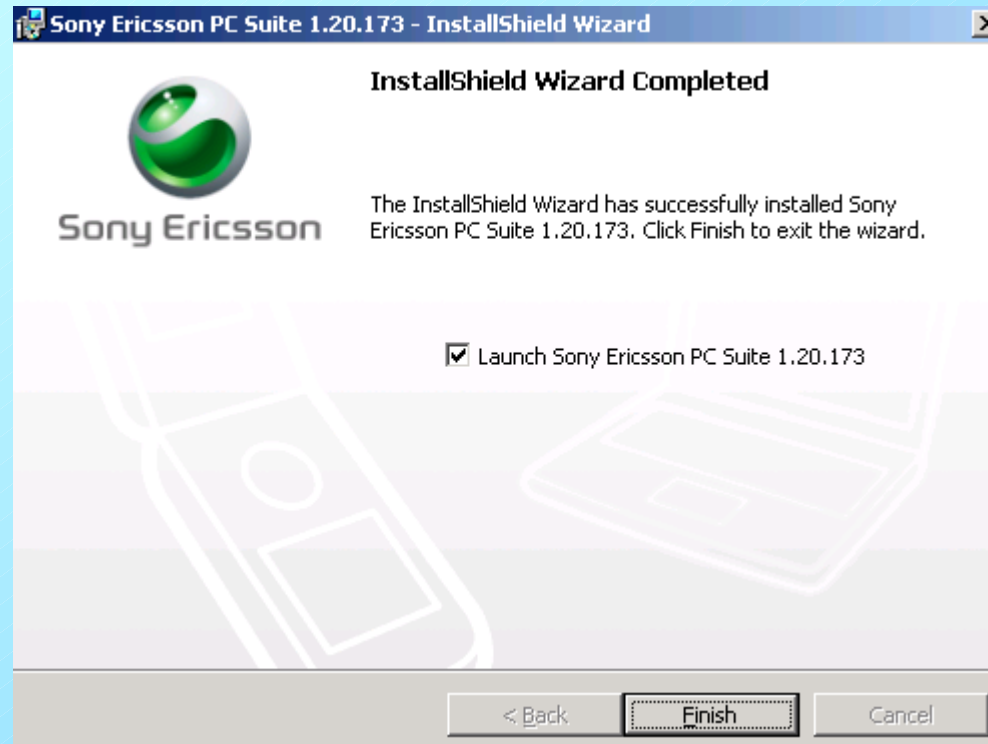 Sony Ericsson PC Suite 1.20.173 - InstallShield Wizard
InstallShield Wizard Completed
Sony Ericsson
The InstallShield Wizard has successfully installed Sony
Ericsson PC Suite 1.20.173. Click Finish to exit the wizard.
Launch Sony Ericsson PC Suite 1.20.173
< Back Finish Cancel